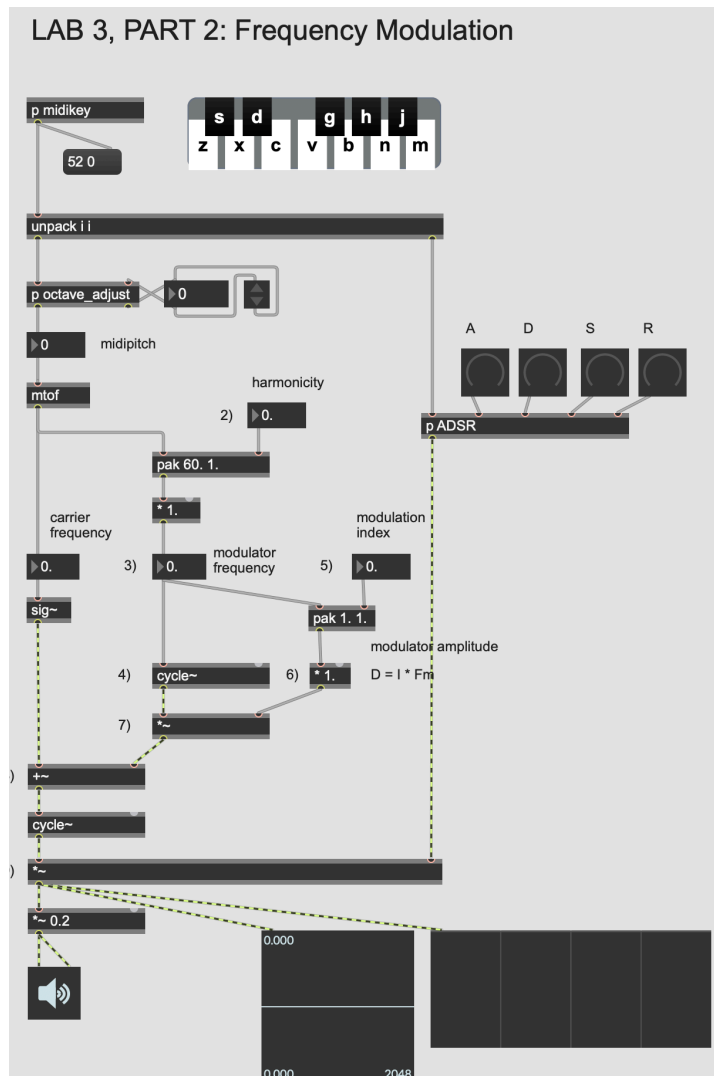 LAB 3, PART 2: Frequency Modulation
p midikey
s d g h j
z x c v b n m
52 0
unpack i i
p octave_adjust
0
0
midipitch
A D S R
mtof
harmonicity
2)
0.
p ADSR
pak 60. 1.
* 1.
carrier
frequency
modulation
index
0.
3)
0.
modulator
frequency
5)
0.
sig~
pak 1. 1.
modulator amplitude
4)
cycle~
6)
* 1.
D = I * Fm
7)
*~
)
+~
cycle~
)
*~
*~ 0.2
0.000
0.000
2048